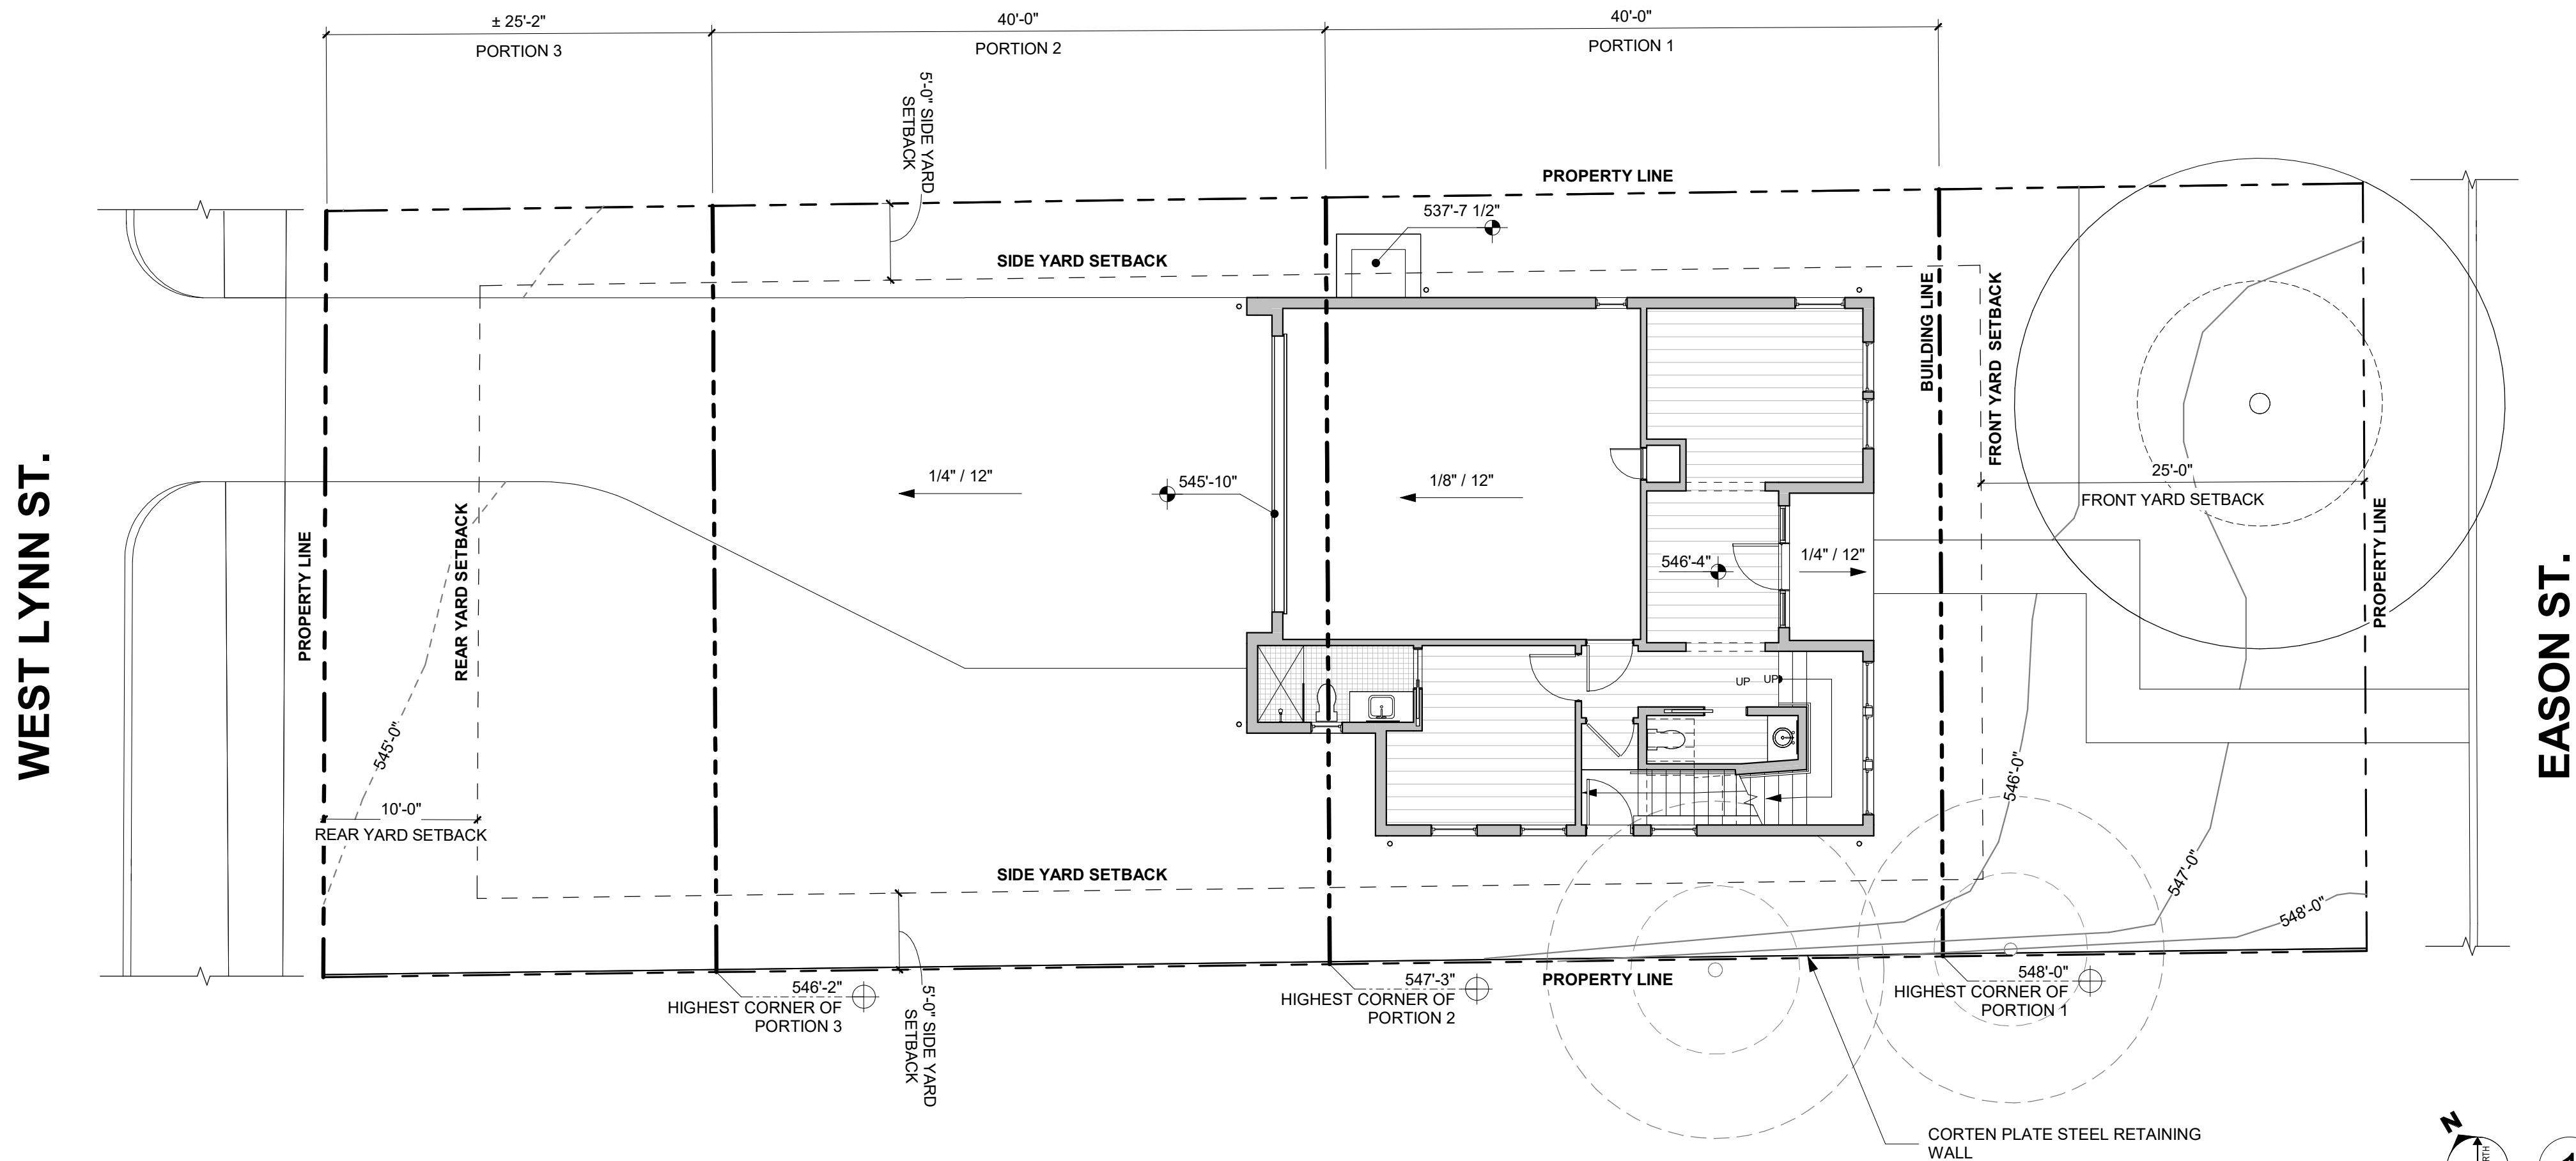 ± 25'-2"
PORTION 3
40'-0"
PORTION 2
40'-0"
PORTION 1
5'-0" SIDE YARD
SETBACK
PROPERTY LINE
537'-7 1/2"
SIDE YARD SETBACK
BUILDING LINE
FRONT YARD SETBACK
WEST LYNN ST.
PROPERTY LINE
REAR YARD SETBACK
1/4" / 12"
545'-10"
1/8" / 12"
546'-4"
1/4" / 12"
25'-0"
FRONT YARD SETBACK
PROPERTY LINE
EASON ST.
UP
UP
545'-0"
10'-0"
REAR YARD SETBACK
546'-0"
547'-0"
548'-0"
SIDE YARD SETBACK
546'-2"
HIGHEST CORNER OF
PORTION 3
5'-0" SIDE YARD
SETBACK
547'-3"
HIGHEST CORNER OF
PORTION 2
PROPERTY LINE
548'-0"
HIGHEST CORNER OF
PORTION 1
CORTEN PLATE STEEL RETAINING
WALL
N